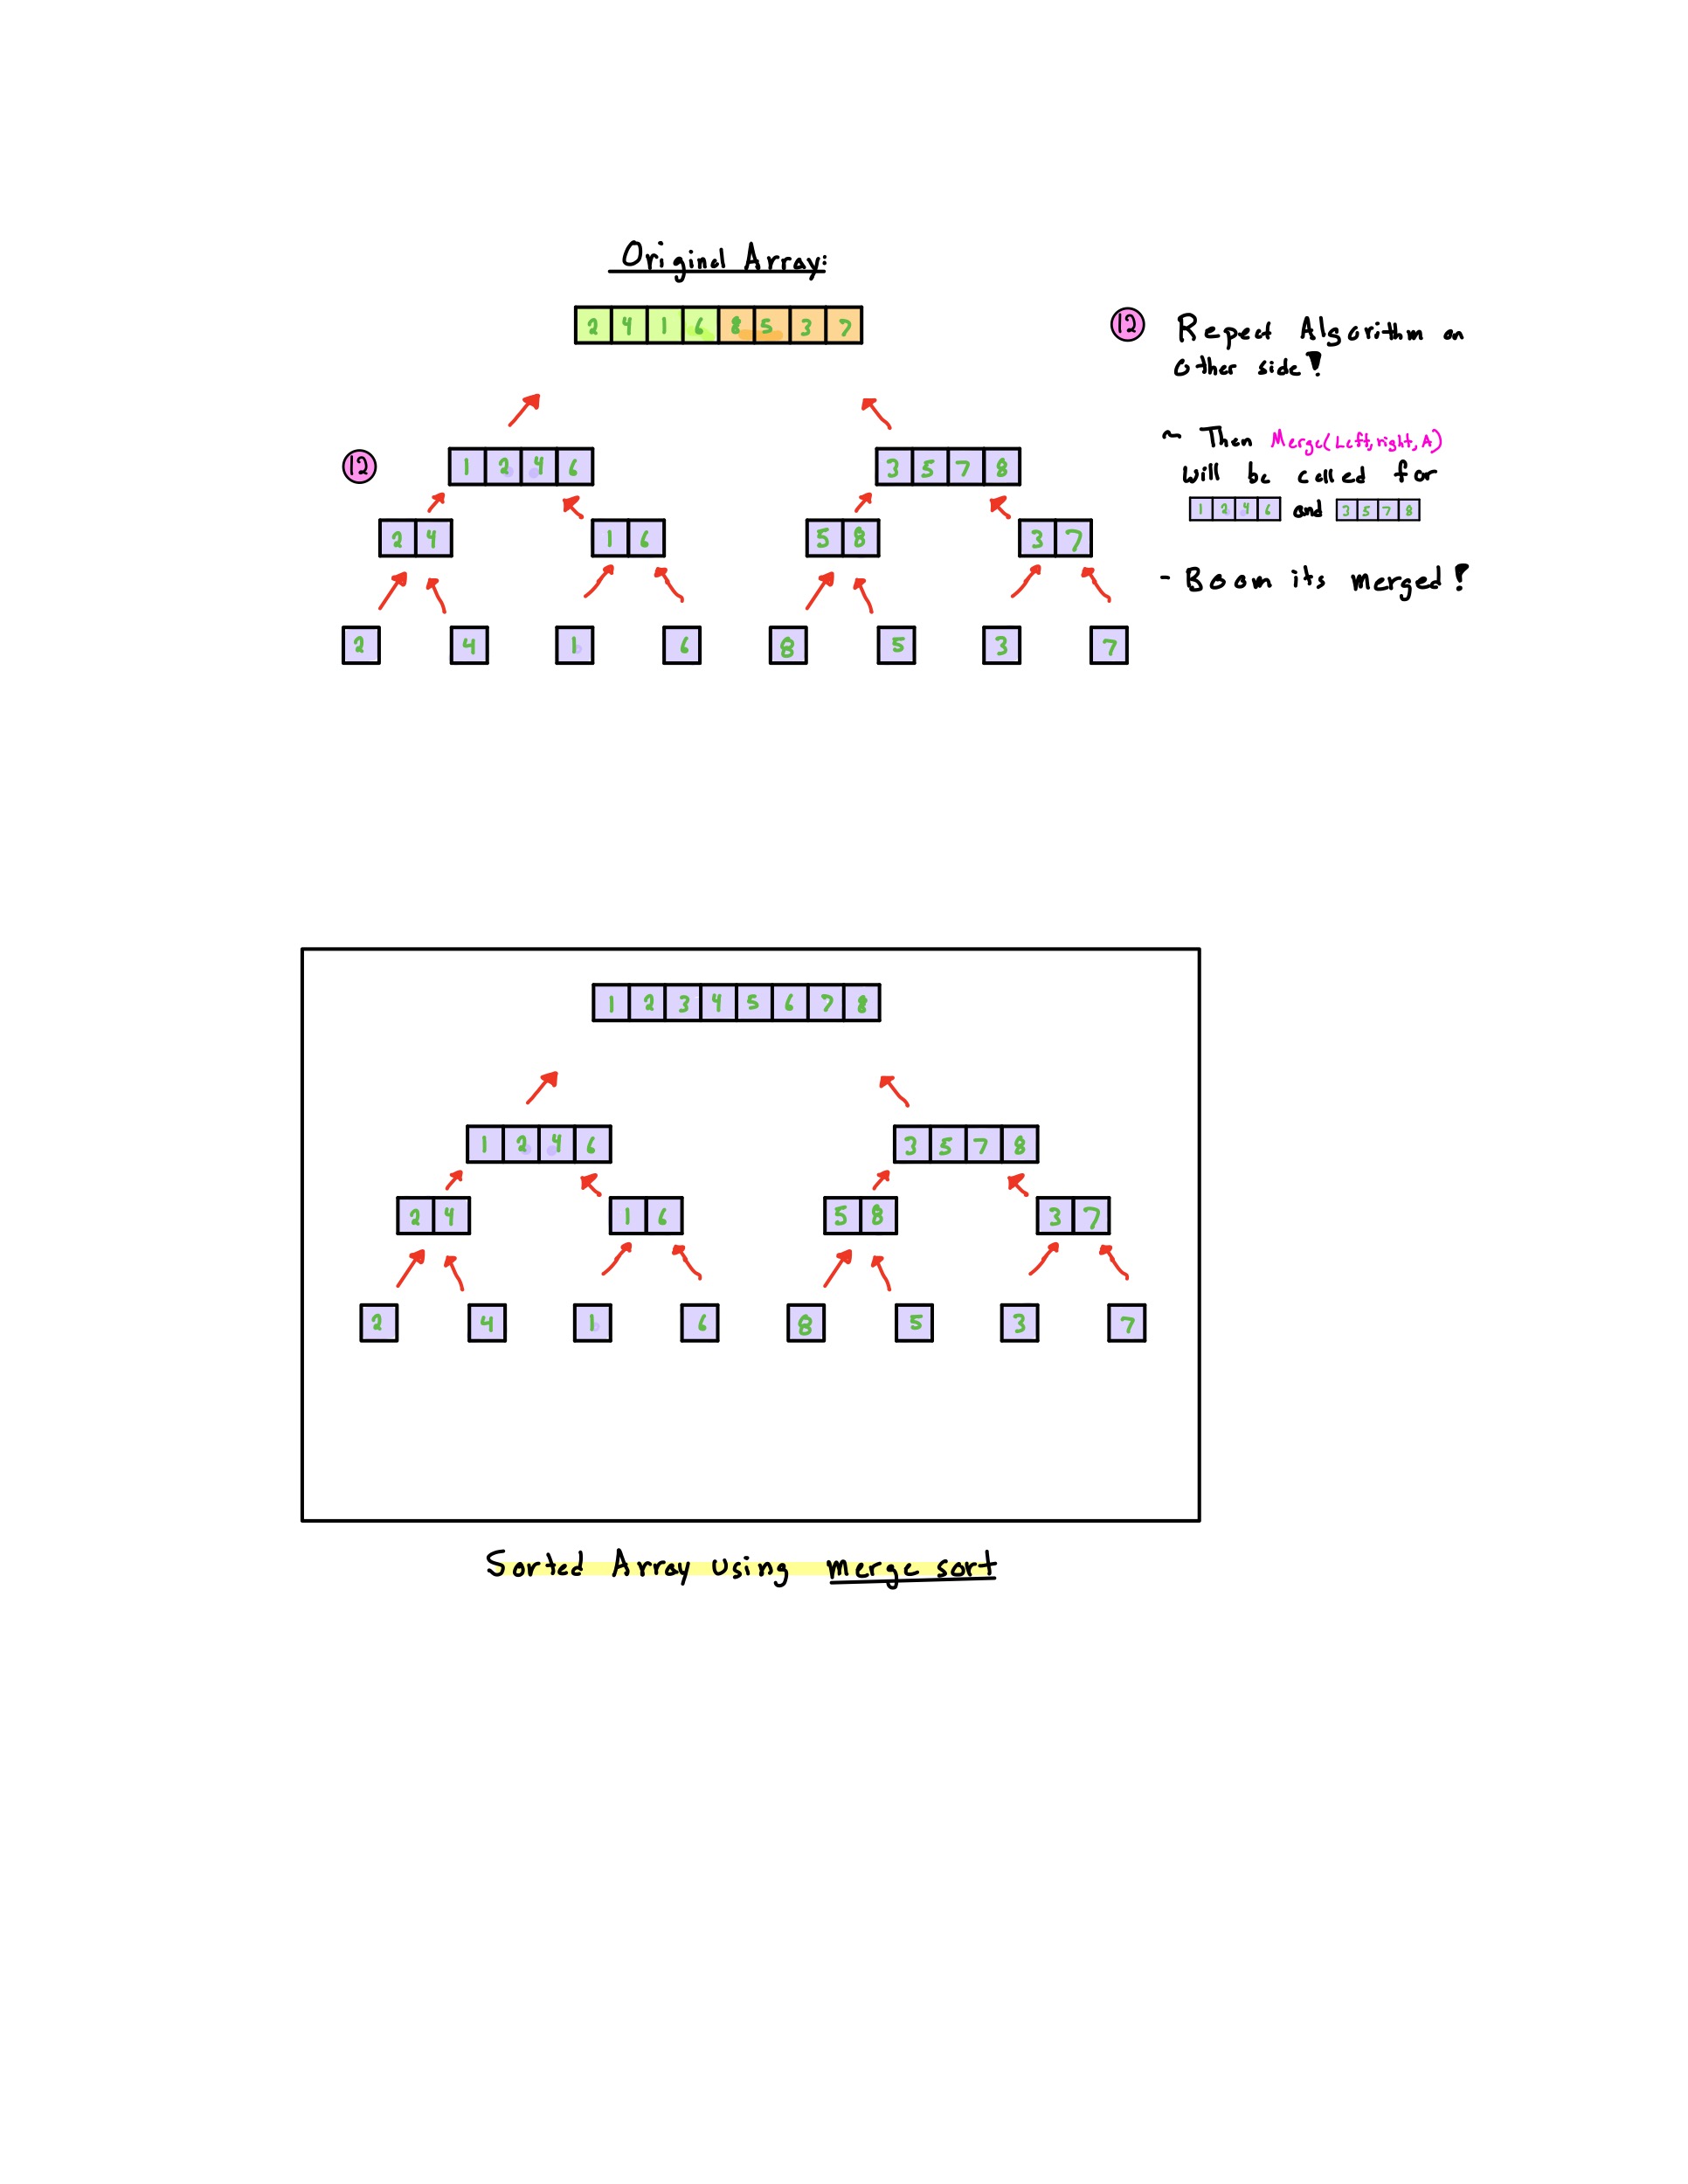 Original Array:
2 4 1 6 8 5 3 7
12 Repeat Algorithm on
other side!
12 1 2 4 6 3 5 7 8
~ Then Merge(Left, right, A)
will be called for
1 2 4 6 and 3 5 7 8
2 4 1 6 5 8 3 7
- Boom its merged!
2 4 1 6 8 5 3 7
1 2 3 4 5 6 7 8
1 2 4 6 3 5 7 8
2 4 1 6 5 8 3 7
2 4 1 6 8 5 3 7
Sorted Array Using merge sort